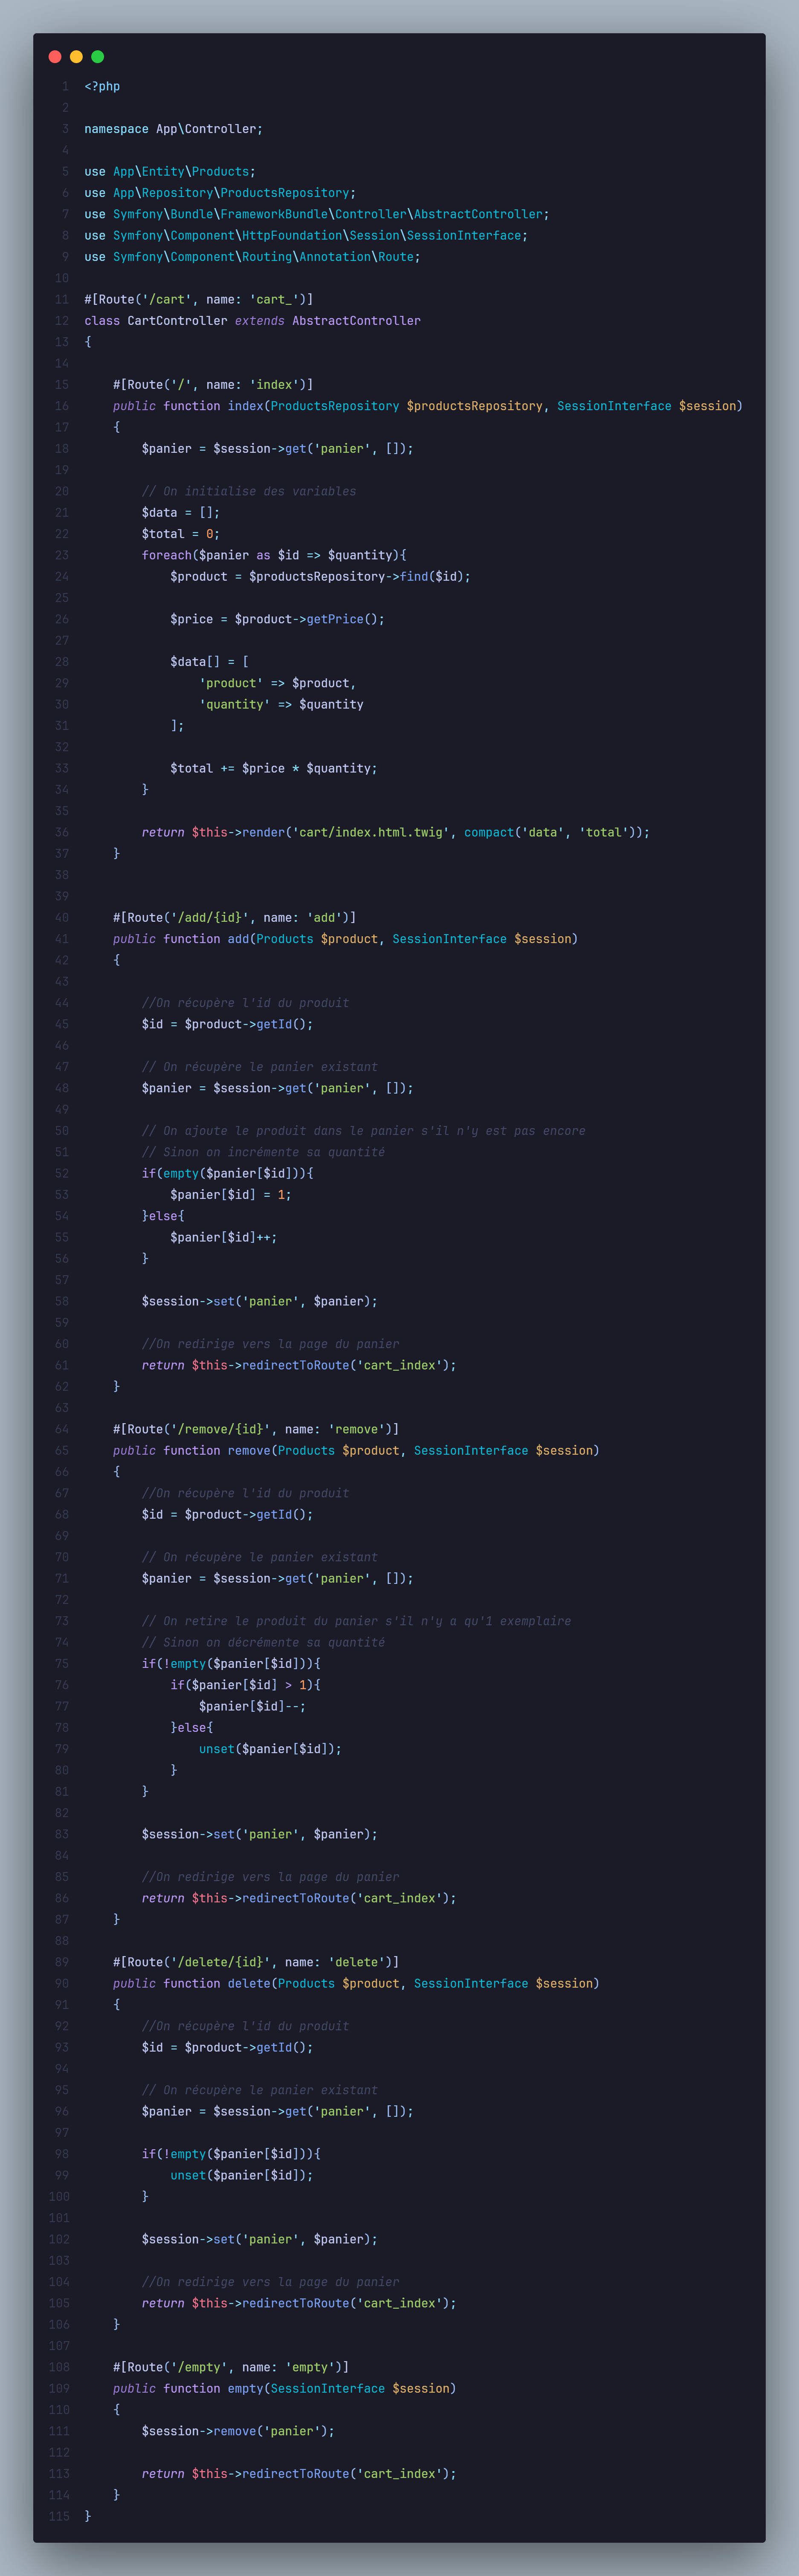 1 <?php
2
3 namespace App\Controller;
4
5 use App\Entity\Products;
6 use App\Repository\ProductsRepository;
7 use Symfony\Bundle\FrameworkBundle\Controller\AbstractController;
8 use Symfony\Component\HttpFoundation\Session\SessionInterface;
9 use Symfony\Component\Routing\Annotation\Route;
10
11 #[Route('/cart', name: 'cart_')]
12 class CartController extends AbstractController
13 {
14
15     #[Route('/', name: 'index')]
16     public function index(ProductsRepository $productsRepository, SessionInterface $session)
17     {
18         $panier = $session->get('panier', []);
19
20         // On initialise des variables
21         $data = [];
22         $total = 0;
23         foreach($panier as $id => $quantity){
24             $product = $productsRepository->find($id);
25
26             $price = $product->getPrice();
27
28             $data[] = [
29                 'product' => $product,
30                 'quantity' => $quantity
31             ];
32
33             $total += $price * $quantity;
34         }
35
36         return $this->render('cart/index.html.twig', compact('data', 'total'));
37     }
38
39
40     #[Route('/add/{id}', name: 'add')]
41     public function add(Products $product, SessionInterface $session)
42     {
43
44         //On récupère l'id du produit
45         $id = $product->getId();
46
47         // On récupère le panier existant
48         $panier = $session->get('panier', []);
49
50         // On ajoute le produit dans le panier s'il n'y est pas encore
51         // Sinon on incrémente sa quantité
52         if(empty($panier[$id])){
53             $panier[$id] = 1;
54         }else{
55             $panier[$id]++;
56         }
57
58         $session->set('panier', $panier);
59
60         //On redirige vers la page du panier
61         return $this->redirectToRoute('cart_index');
62     }
63
64     #[Route('/remove/{id}', name: 'remove')]
65     public function remove(Products $product, SessionInterface $session)
66     {
67         //On récupère l'id du produit
68         $id = $product->getId();
69
70         // On récupère le panier existant
71         $panier = $session->get('panier', []);
72
73         // On retire le produit du panier s'il n'y a qu'1 exemplaire
74         // Sinon on décrémente sa quantité
75         if(!empty($panier[$id])){
76             if($panier[$id] > 1){
77                 $panier[$id]--;
78             }else{
79                 unset($panier[$id]);
80             }
81         }
82
83         $session->set('panier', $panier);
84
85         //On redirige vers la page du panier
86         return $this->redirectToRoute('cart_index');
87     }
88
89     #[Route('/delete/{id}', name: 'delete')]
90     public function delete(Products $product, SessionInterface $session)
91     {
92         //On récupère l'id du produit
93         $id = $product->getId();
94
95         // On récupère le panier existant
96         $panier = $session->get('panier', []);
97
98         if(!empty($panier[$id])){
99             unset($panier[$id]);
100         }
101
102         $session->set('panier', $panier);
103
104         //On redirige vers la page du panier
105         return $this->redirectToRoute('cart_index');
106     }
107
108     #[Route('/empty', name: 'empty')]
109     public function empty(SessionInterface $session)
110     {
111         $session->remove('panier');
112
113         return $this->redirectToRoute('cart_index');
114     }
115 }